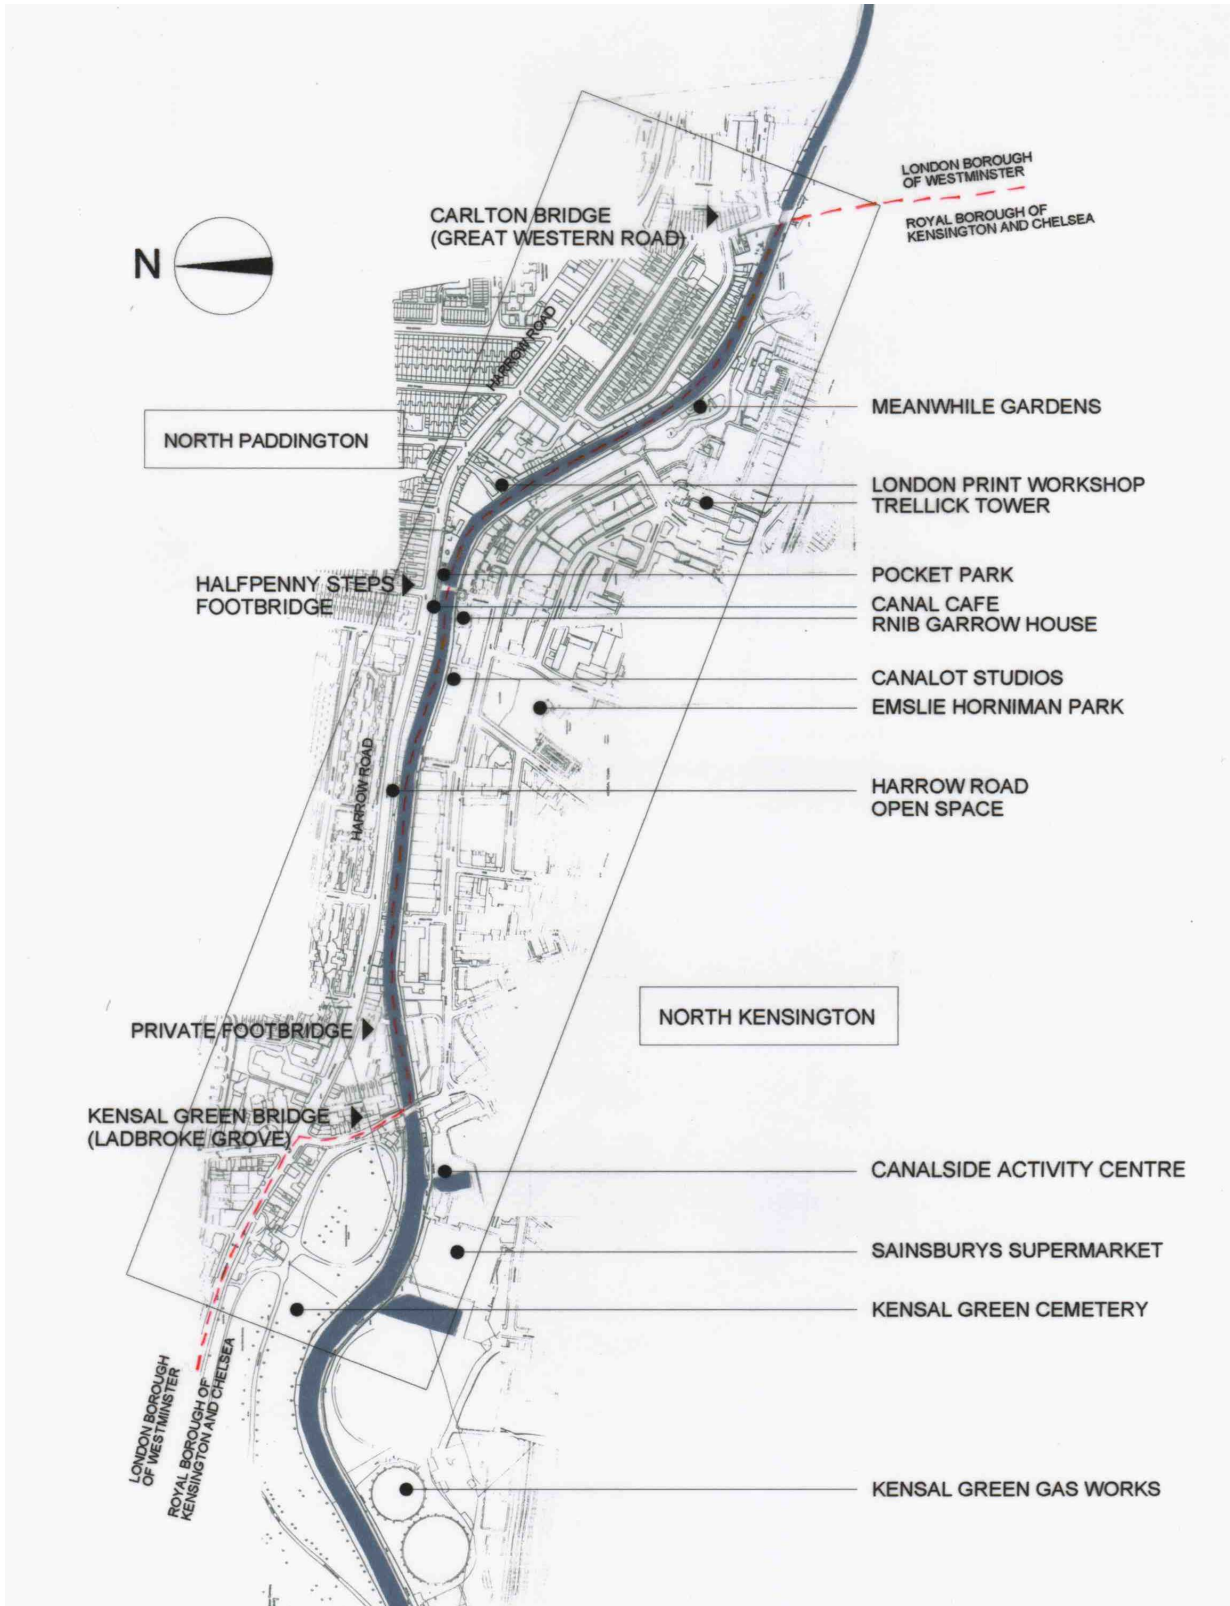 LONDON BOROUGH
OF WESTMINSTER
ROYAL BOROUGH OF
KENSINGTON AND CHELSEA
CARLTON BRIDGE
(GREAT WESTERN ROAD)
N
HARROW ROAD
MEANWHILE GARDENS
NORTH PADDINGTON
LONDON PRINT WORKSHOP
TRELLICK TOWER
HALFPENNY STEPS
FOOTBRIDGE
POCKET PARK
CANAL CAFE
RNIB GARROW HOUSE
CANALOT STUDIOS
EMSLIE HORNIMAN PARK
HARROW ROAD
HARROW ROAD
OPEN SPACE
NORTH KENSINGTON
PRIVATE FOOTBRIDGE
KENSAL GREEN BRIDGE
(LADBROKE GROVE)
CANALSIDE ACTIVITY CENTRE
SAINSBURYS SUPERMARKET
KENSAL GREEN CEMETERY
LONDON BOROUGH
OF WESTMINSTER
ROYAL BOROUGH OF
KENSINGTON AND CHELSEA
KENSAL GREEN GAS WORKS